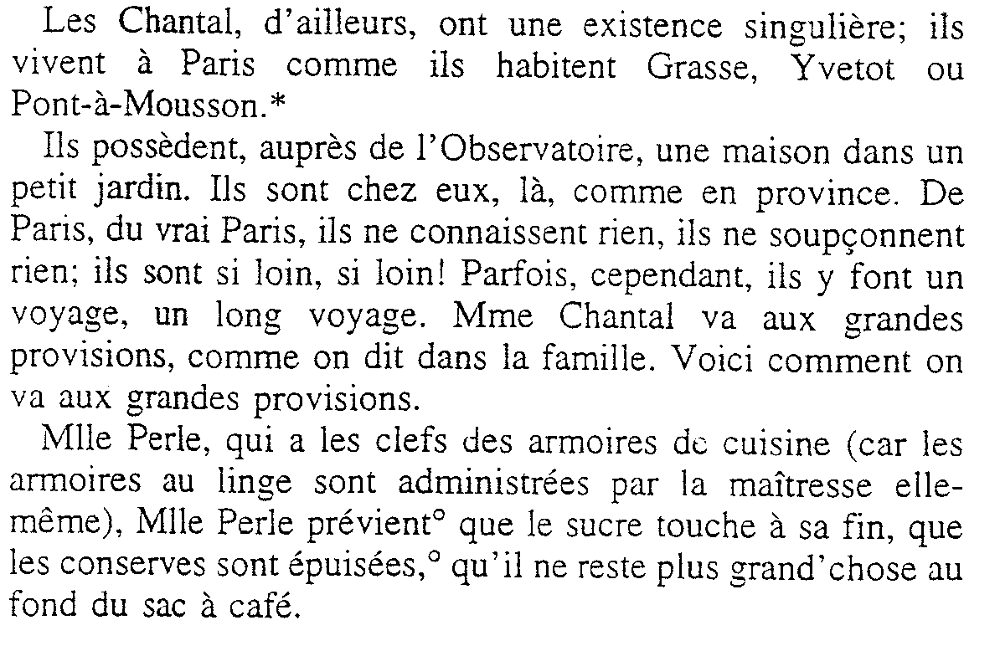 Les Chantal, d'ailleurs, ont une existence singulière; ils
vivent à Paris comme ils habitent Grasse, Yvetot ou
Pont-à-Mousson.*
Ils possèdent, auprès de l'Observatoire, une maison dans un
petit jardin. Ils sont chez eux, là, comme en province. De
Paris, du vrai Paris, ils ne connaissent rien, ils ne soupçonnent
rien; ils sont si loin, si loin! Parfois, cependant, ils y font un
voyage, un long voyage. Mme Chantal va aux grandes
provisions, comme on dit dans la famille. Voici comment on
va aux grandes provisions.
Mlle Perle, qui a les clefs des armoires de cuisine (car les
armoires au linge sont administrées par la maîtresse elle-
même), Mlle Perle prévient° que le sucre touche à sa fin, que
les conserves sont épuisées,° qu'il ne reste plus grand'chose au
fond du sac à café.